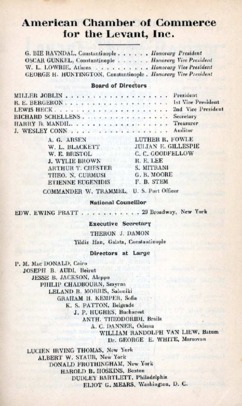 American Chamber of Commerce
for the Levant, Inc.
G. BIE RAVNDAL, Constantinople . . Honorary President
OSCAR GUNKEL, Constantinople . . Honorary Vice President
W. L. LOWRIE, Athens . . . . Honorary Vice President
GEORGE H. HUNTINGTON, Constantinople . Honorary Vice President
Board of Directors
MILLER JOBLIN . . . . . . . President
R. E. BERGERON . . . . . . . 1st Vice President
LEWIS HECK . . . . . . . 2nd Vice President
RICHARD SCHELLENS . . . . . . . Secretary
HARRY R. MANDIL . . . . . . . Treasurer
J. WESLEY CONN . . . . . . . Auditor
A. G. ARSEN LUTHER R. FOWLE
W. E. BLACKETT JULIAN E. GILLESPIE
W. E. BRISTOL C. C. GOODFELLOW
J. WYLIE BROWN R. E. LEE
ARTHUR T. CHESTER S. MITRANI
THEO. N. CURMUSI G. B. MOORE
ETIENNE EUGENIDIS F. B. STEM
COMMANDER W. TRAMMEL, U. S. Port Officer
National Councillor
EDW. EWING PRATT . . . . . 29 Broadway, New York
Executive Secretary
THERON J. DAMON
Yildiz Han, Galata, Constantinople
Directors at Large
P. M. Mac DONALD, Cairo
JOSEPH B. AUDI, Beirut
JESSE B. JACKSON, Aleppo
PHILIP CHADBOURN, Smyrna
LELAND B. MORRIS, Saloniki
GRAHAM H. KEMPER, Sofia
K. S. PATTON, Belgrade
J. P. HUGHES, Bucharest
ANTH. THEODORIDI, Braila
A. C. DANNER, Odessa
WILLIAM RANDOLPH VAN LIEW, Batum
Dr. GEORGE E. WHITE, Marsovan
LUCIEN IRVING THOMAS, New York
ALBERT W. STAUB, New York
DONALD FROTHINGHAM, New York
HAROLD B. HOSKINS, Boston
DUDLEY BARTLETT, Philadelphia
ELIOT G. MEARS, Washington, D. C.